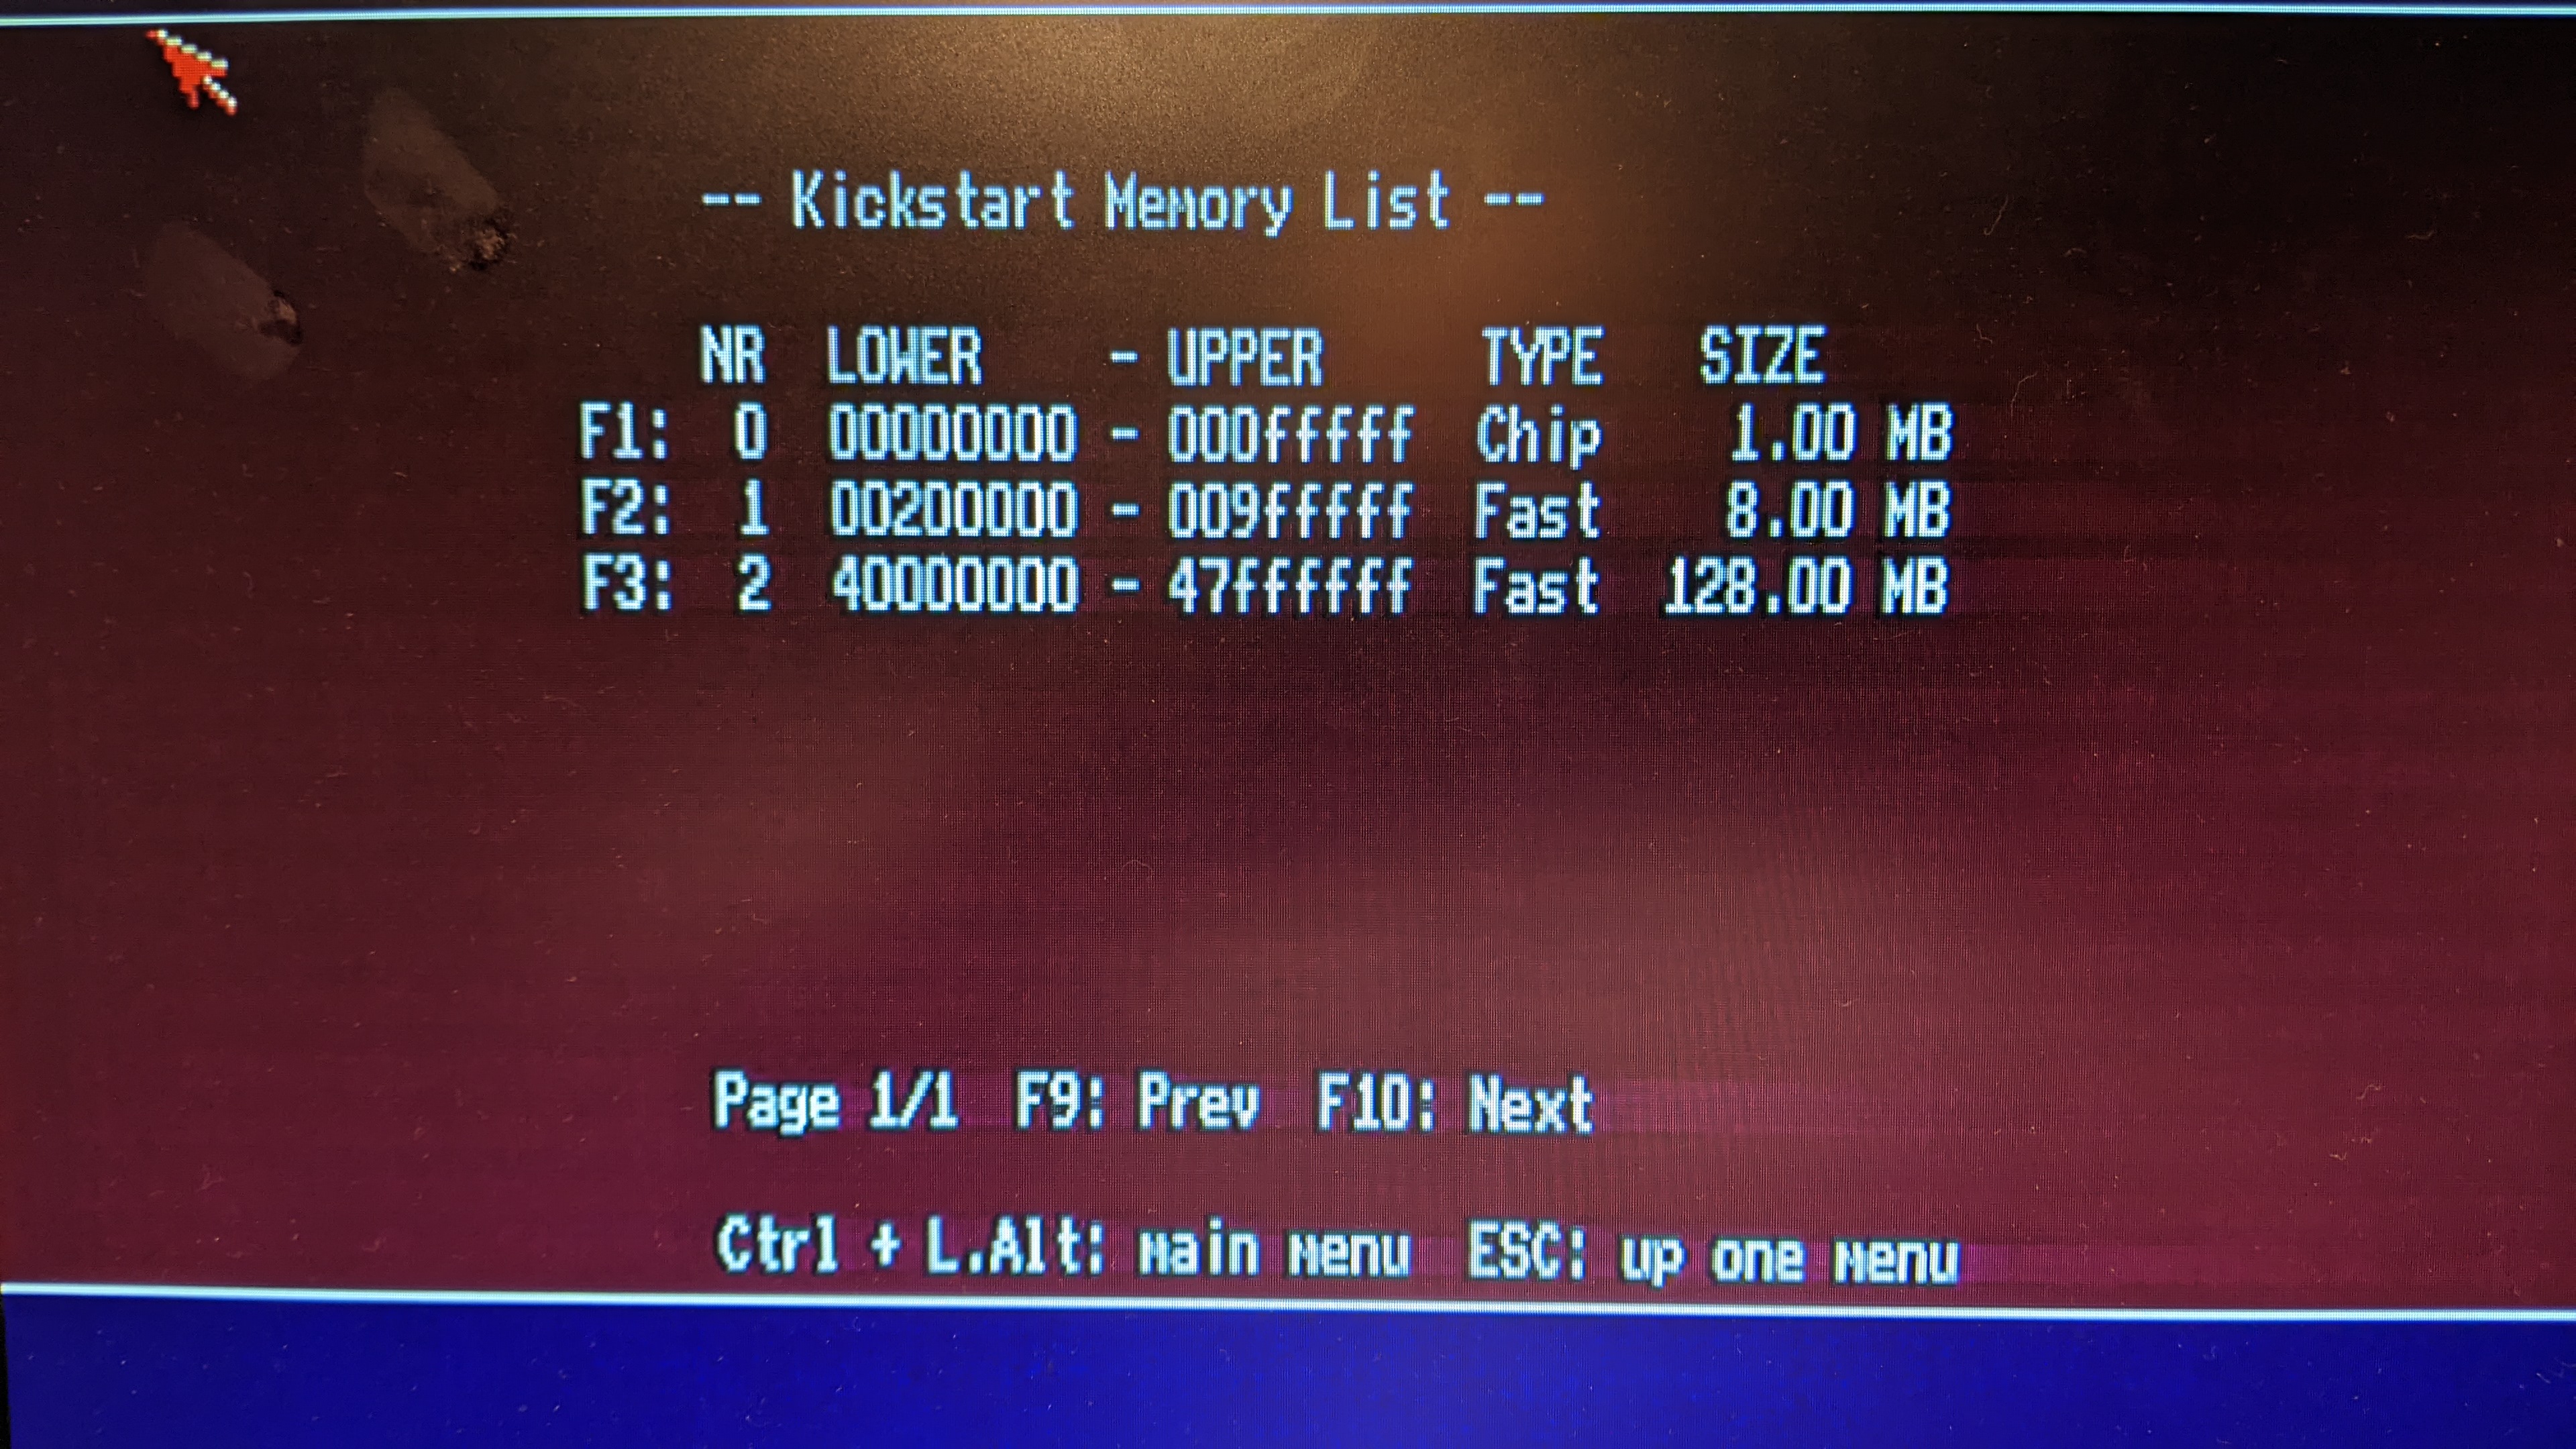 -- Kickstart Memory List --
NR LOWER - UPPER TYPE SIZE
F1: 0 00000000 - 000fffff Chip 1.00 MB
F2: 1 00200000 - 009fffff Fast 8.00 MB
F3: 2 40000000 - 47ffffff Fast 128.00 MB
Page 1/1 F9: Prev F10: Next
Ctrl + L.Alt: main menu ESC: up one menu